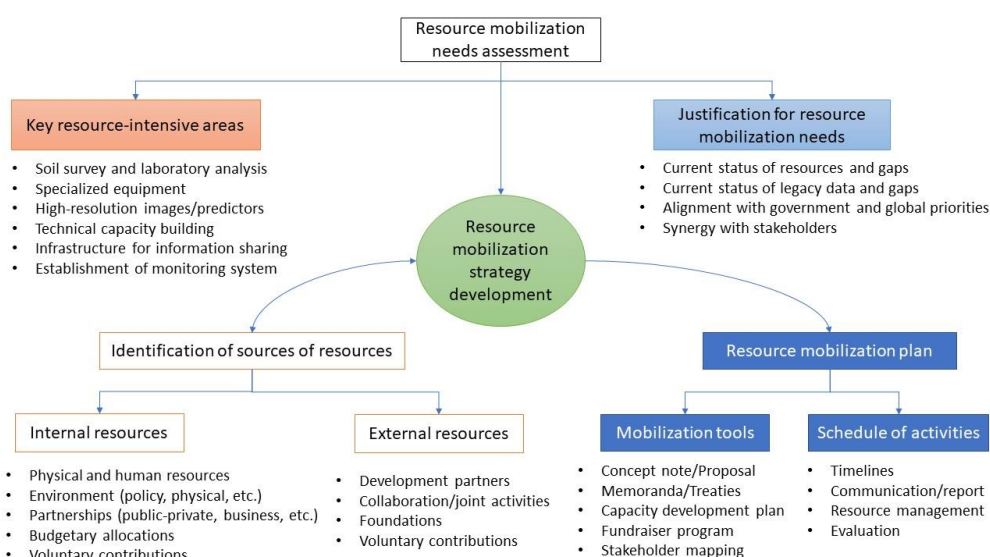 Resource mobilization
needs assessment
Key resource-intensive areas
• Soil survey and laboratory analysis
• Specialized equipment
• High-resolution images/predictors
• Technical capacity building
• Infrastructure for information sharing
• Establishment of monitoring system
Justification for resource
mobilization needs
• Current status of resources and gaps
• Current status of legacy data and gaps
• Alignment with government and global priorities
• Synergy with stakeholders
Resource
mobilization
strategy
development
Identification of sources of resources
Internal resources
• Physical and human resources
• Environment (policy, physical, etc.)
• Partnerships (public-private, business, etc.)
• Budgetary allocations
• Voluntary contributions
External resources
• Development partners
• Collaboration/joint activities
• Foundations
• Voluntary contributions
Resource mobilization plan
Mobilization tools
• Concept note/Proposal
• Memoranda/Treaties
• Capacity development plan
• Fundraiser program
• Stakeholder mapping
Schedule of activities
• Timelines
• Communication/report
• Resource management
• Evaluation